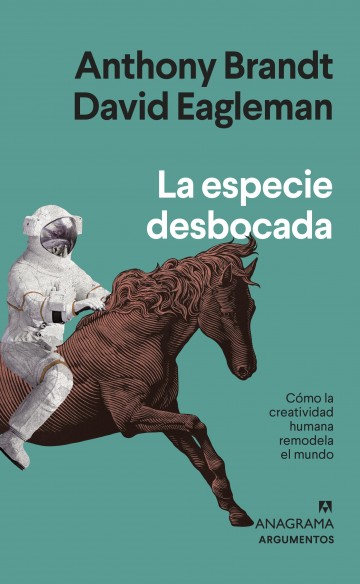 Anthony Brandt
David Eagleman
La especie
desbocada
Cómo la
creatividad
humana
remodela
el mundo
ANAGRAMA
ARGUMENTOS